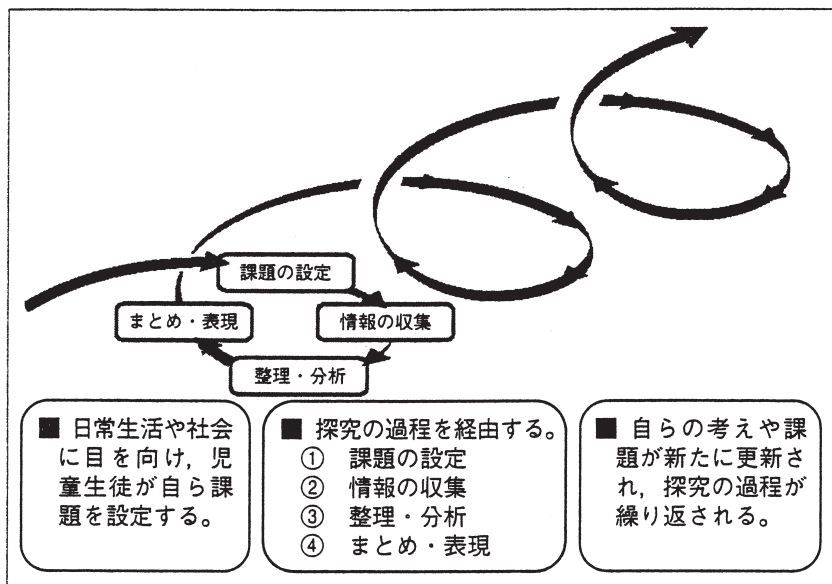 課題の設定
まとめ・表現
情報の収集
整理・分析
■ 日常生活や社会
に目を向け，児
童生徒が自ら課
題を設定する。
■ 探究の過程を経由する。
① 課題の設定
② 情報の収集
③ 整理・分析
④ まとめ・表現
■ 自らの考えや課
題が新たに更新さ
れ，探究の過程が
繰り返される。